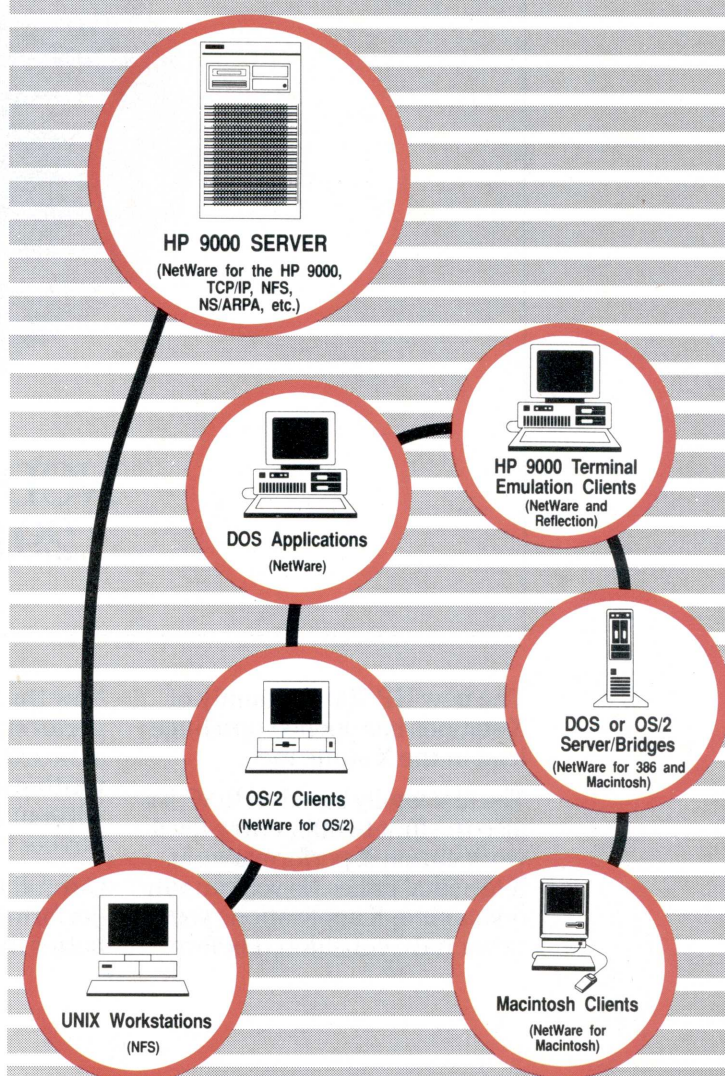 HP 9000 SERVER
(NetWare for the HP 9000,
TCP/IP, NFS,
NS/ARPA, etc.)
HP 9000 Terminal
Emulation Clients
(NetWare and
Reflection)
DOS Applications
(NetWare)
DOS or OS/2
Server/Bridges
(NetWare for 386 and
Macintosh)
OS/2 Clients
(NetWare for OS/2)
UNIX Workstations
(NFS)
Macintosh Clients
(NetWare for
Macintosh)